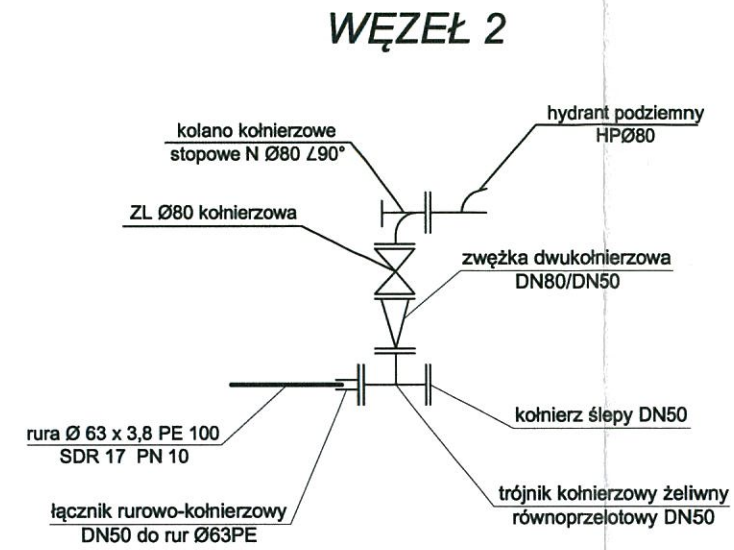 WĘZEŁ 2
hydrant podziemny
HPØ80
kolano kołnierzowe
stopowe N Ø80 ∠90°
ZL Ø80 kołnierzowa
zwężka dwukołnierzowa
DN80/DN50
kołnierz ślepy DN50
rura Ø 63 x 3,8 PE 100
SDR 17 PN 10
trójnik kołnierzowy żeliwny
równoprzelotowy DN50
łącznik rurowo-kołnierzowy
DN50 do rur Ø63PE